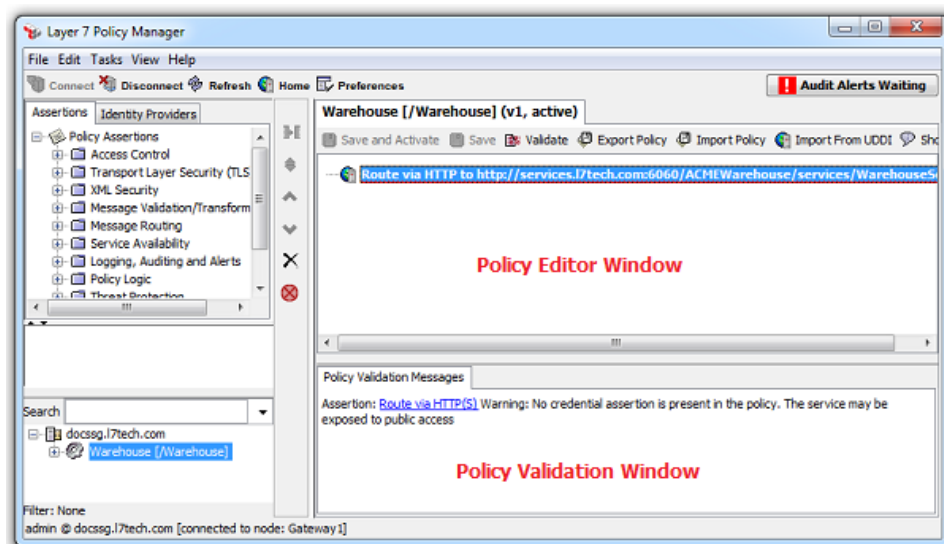 Layer 7 Policy Manager
File Edit Tasks View Help
Connect Disconnect Refresh Home Preferences
Audit Alerts Waiting
Assertions Identity Providers
Policy Assertions
Access Control
Transport Layer Security (TLS
XML Security
Message Validation/Transform
Message Routing
Service Availability
Logging, Auditing and Alerts
Policy Logic
Threat Protection
Search
docssg.l7tech.com
Warehouse [/Warehouse]
Filter: None
Warehouse [/Warehouse] (v1, active)
Save and Activate Save Validate Export Policy Import Policy Import From UDDI Sho
Route via HTTP to http://services.l7tech.com:6060/ACMEWarehouse/services/WarehouseSe
Policy Editor Window
Policy Validation Messages
Assertion: Route via HTTP(S) Warning: No credential assertion is present in the policy. The service may be
exposed to public access
Policy Validation Window
admin @ docssg.l7tech.com [connected to node: Gateway1]